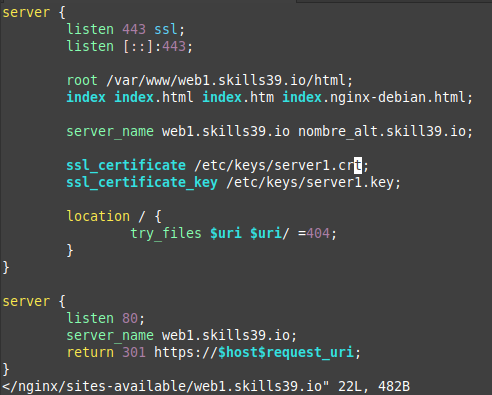 server {
listen 443 ssl;
listen [::]:443;
root /var/www/web1.skills39.io/html;
index index.html index.htm index.nginx-debian.html;
server_name web1.skills39.io nombre_alt.skill39.io;
ssl_certificate /etc/keys/server1.crt;
ssl_certificate_key /etc/keys/server1.key;
location / {
try_files $uri $uri/ =404;
}
}
server {
listen 80;
server_name web1.skills39.io;
return 301 https://$host$request_uri;
}
</nginx/sites-available/web1.skills39.io" 22L, 482B